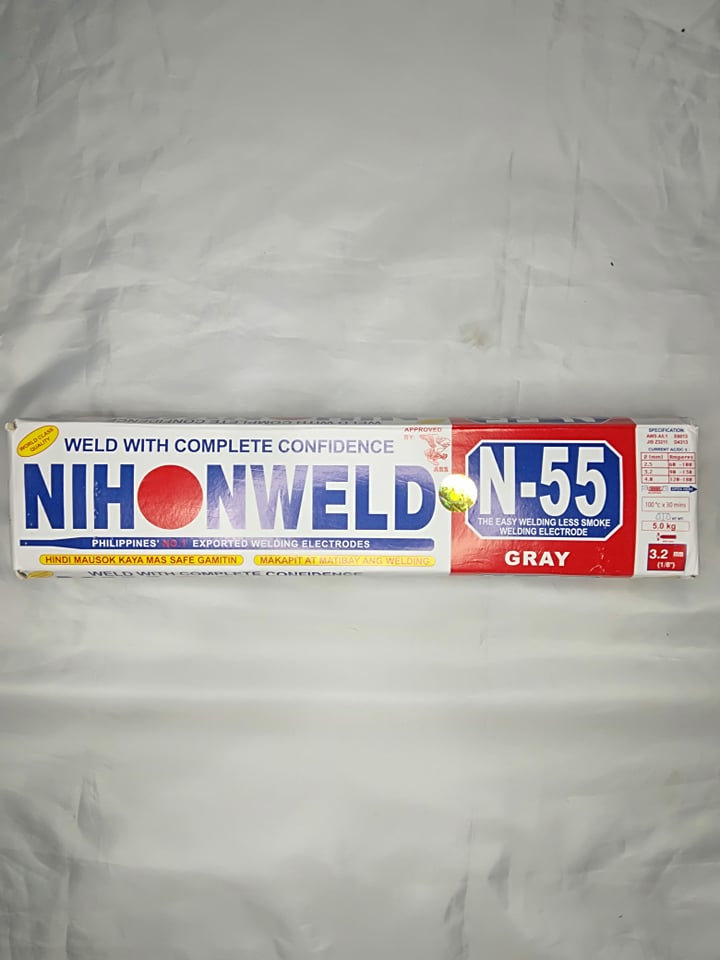 WORLD CLASS
QUALITY
WELD WITH COMPLETE CONFIDENCE
NIHONWELD
PHILIPPINES' NO.1 EXPORTED WELDING ELECTRODES
HINDI MAUSOK KAYA MAS SAFE GAMITIN
MAKAPIT AT MATIBAY ANG WELDING
APPROVED
BY:
ABS
N-55
THE EASY WELDING LESS SMOKE
WELDING ELECTRODE
GRAY
SPECIFICATION
AWS A5.1 E6013
JIS Z3211 D4313
CURRENT AC/DC ±
Ø (mm) Amperes
2.5 60 -100
3.2 90 -130
4.0 120 -180
100 °C x 30 mins
5.0 kg
3.2
(1/8")
WELD WITH COMPLETE CONFIDENCE